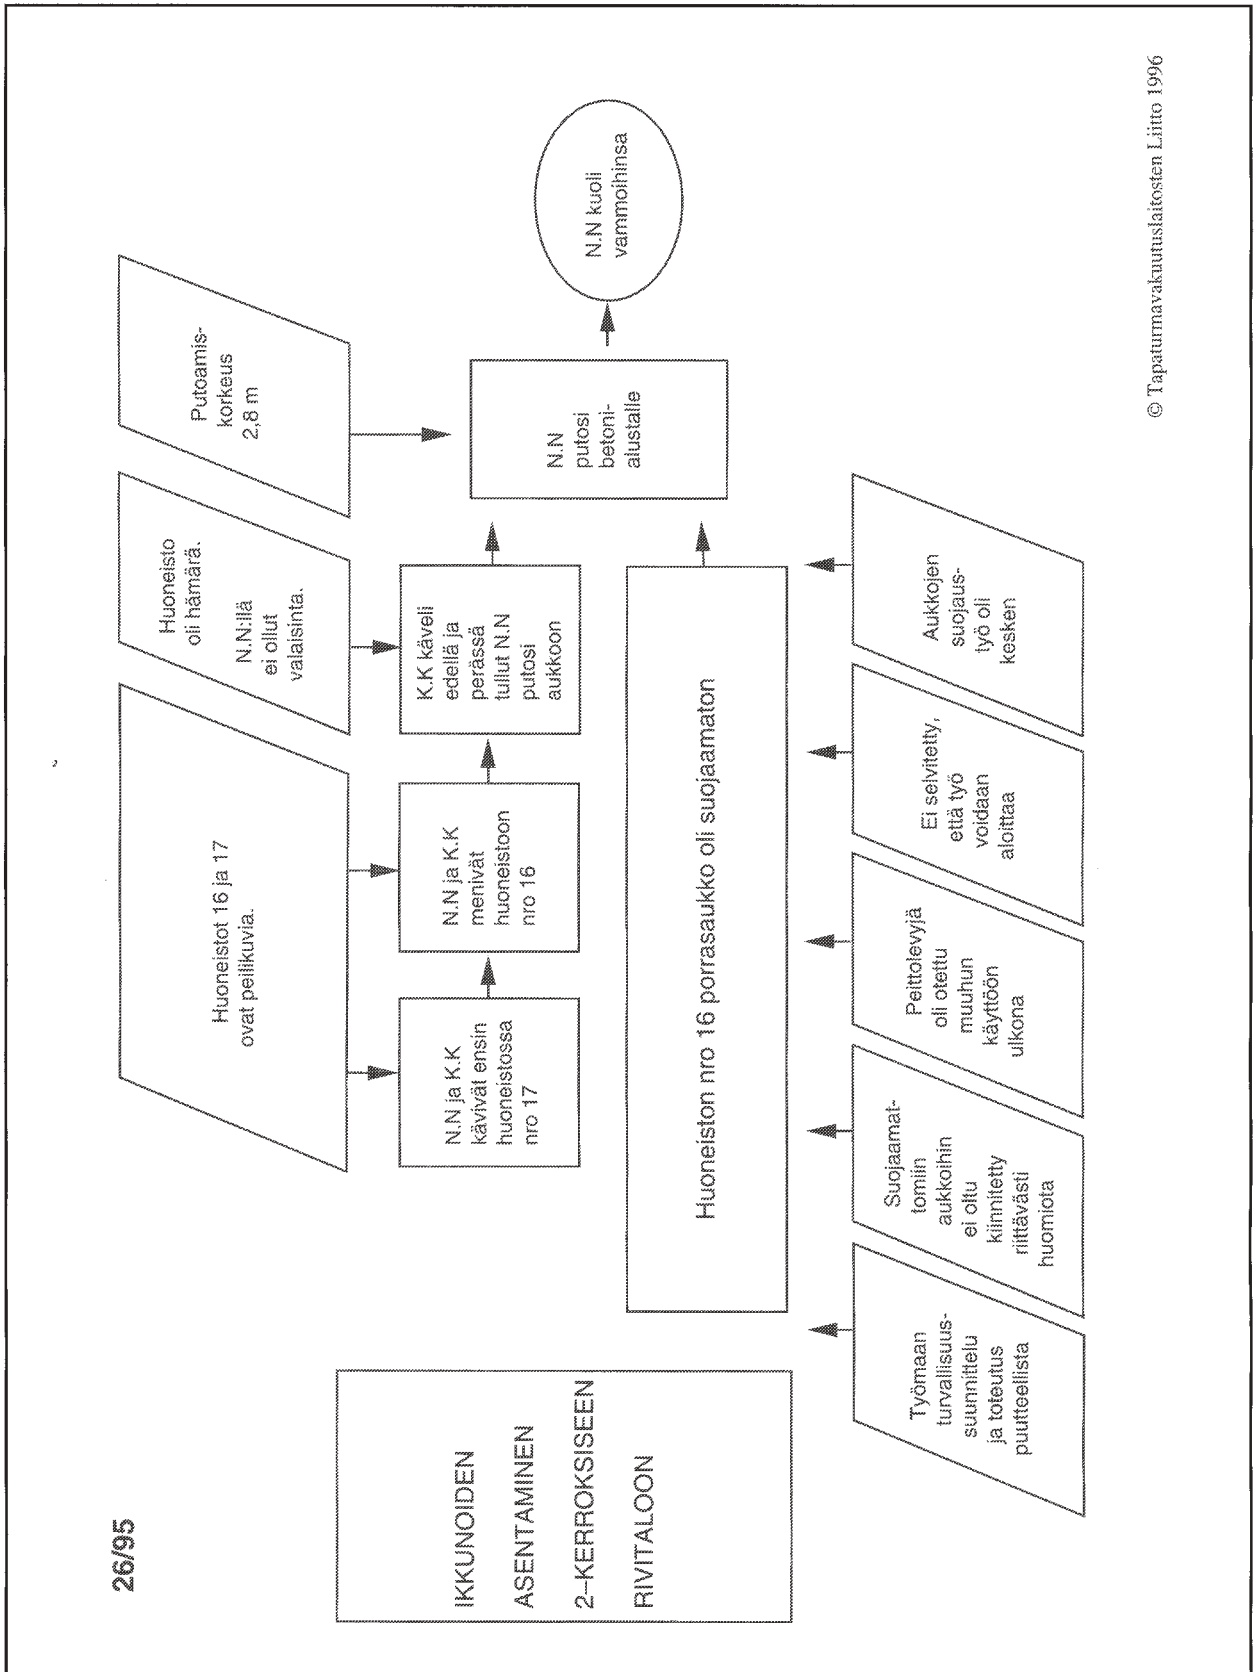 26/95
IKKUNOIDEN
ASENTAMINEN
2–KERROKSISEEN
RIVITALOON
Huoneistot 16 ja 17
ovat peilikuvia.
Huoneisto
oli hämärä.
N.N:llä
ei ollut
valaisinta.
Putoamis-
korkeus
2,8 m
N.N ja K.K
kävivät ensin
huoneistossa
nro 17
N.N ja K.K
menivät
huoneistoon
nro 16
K.K käveli
edellä ja
perässä
tullut N.N
putosi
aukkoon
N.N
putosi
betoni-
alustalle
N.N kuoli
vammoihinsa
Huoneiston nro 16 porrasaukko oli suojaamaton
Työmaan
turvallisuus-
suunnittelu
ja toteutus
puutteellista
Suojaamat-
tomiin
aukkoihin
ei oltu
kiinnitetty
riittävästi
huomiota
Peittolevyjä
oli otettu
muuhun
käyttöön
ulkona
Ei selvitetty,
että työ
voidaan
aloittaa
Aukkojen
suojaus-
työ oli
kesken
© Tapaturmavakuutuslaitosten Liitto 1996